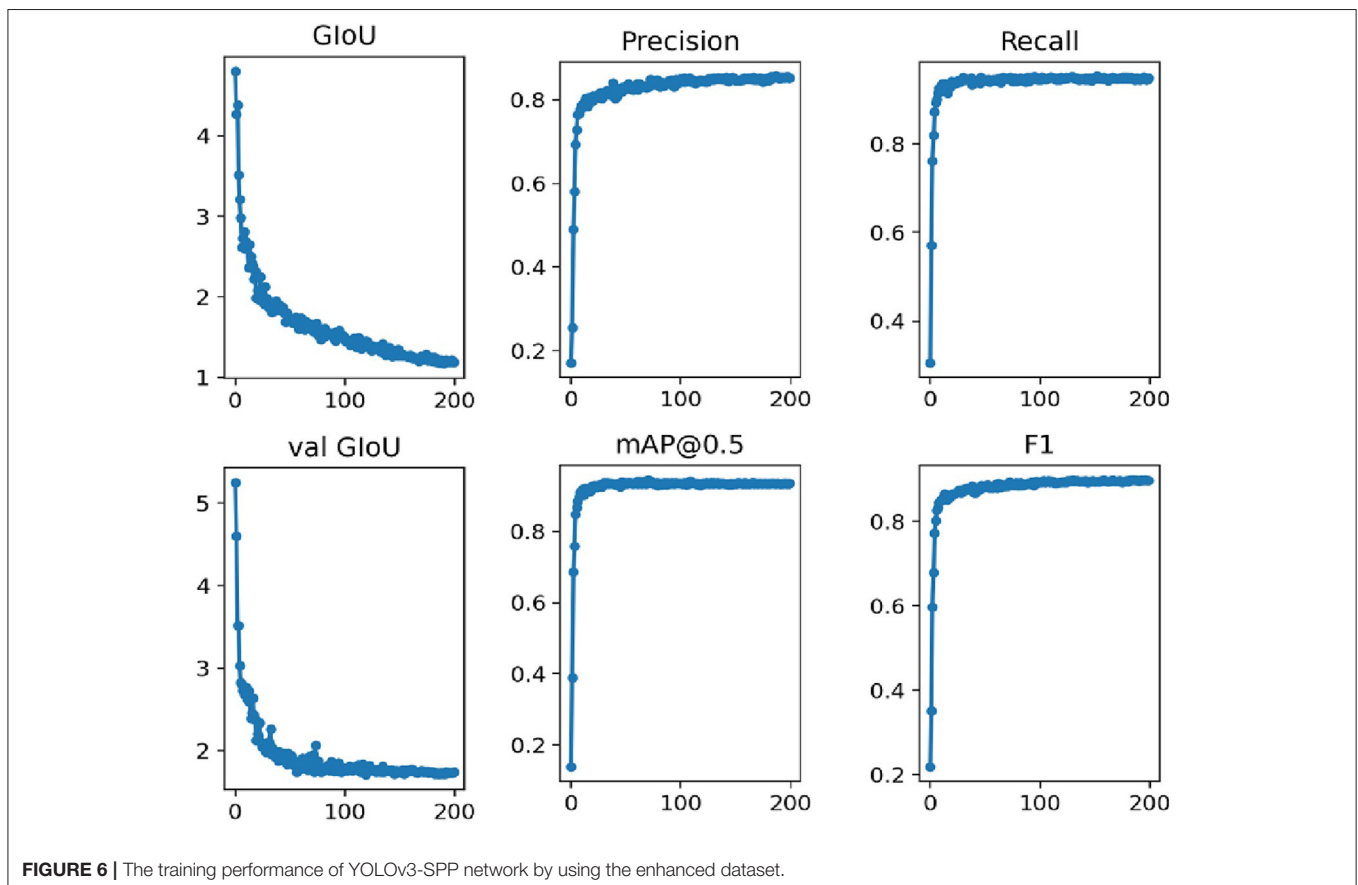 GIoU
Precision
Recall
4
3
2
1
0 100 200
0.8
0.6
0.4
0.2
0 100 200
0.8
0.6
0.4
0 100 200
val GIoU
mAP@0.5
F1
5
4
3
2
0 100 200
0.8
0.6
0.4
0.2
0 100 200
0.8
0.6
0.4
0.2
0 100 200
FIGURE 6 | The training performance of YOLOv3-SPP network by using the enhanced dataset.